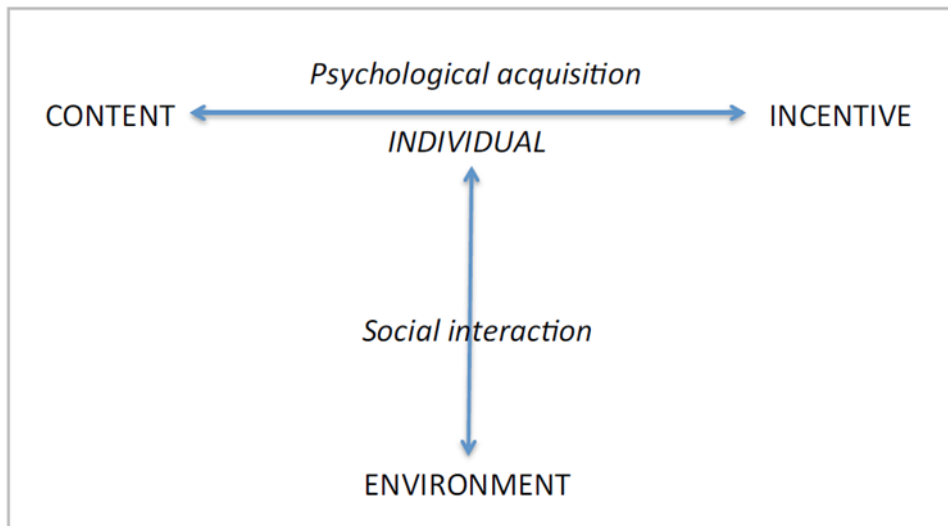 Psychological acquisition
CONTENT INCENTIVE
INDIVIDUAL
Social interaction
ENVIRONMENT